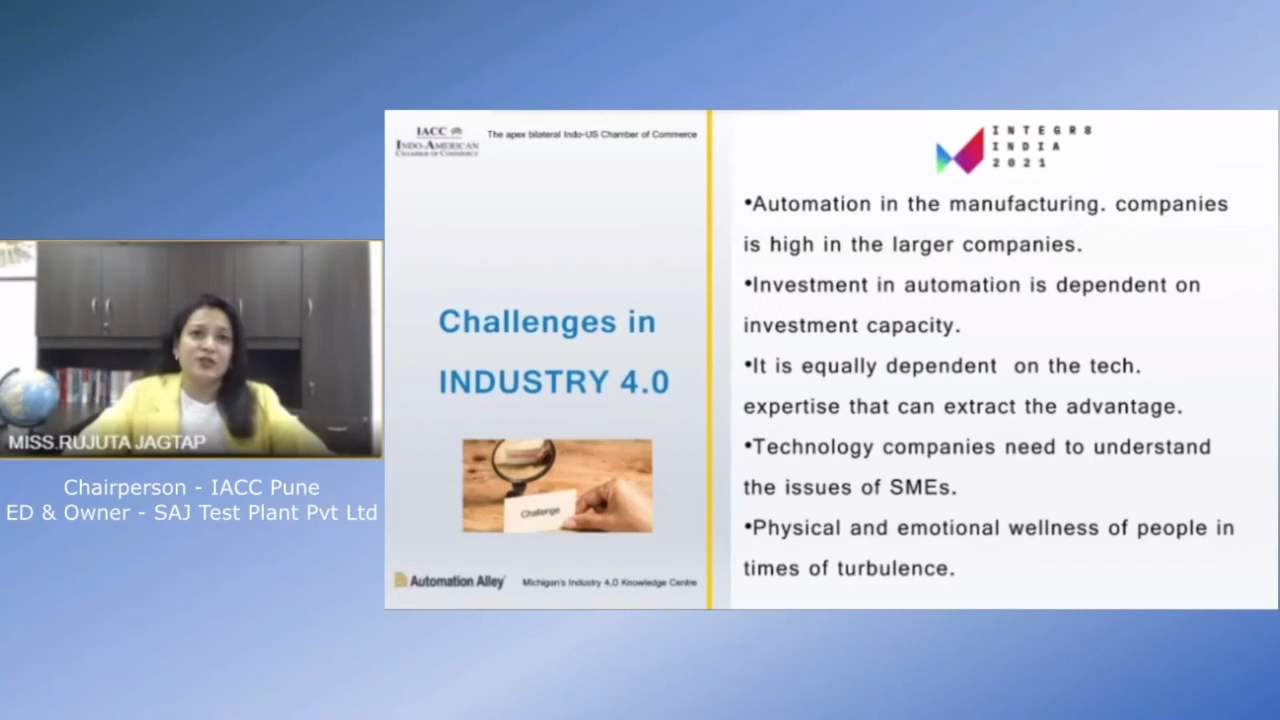 MISS.RUJUTA JAGTAP
Chairperson - IACC Pune
ED & Owner - SAJ Test Plant Pvt Ltd
IACC
INDO-AMERICAN
CHAMBER OF COMMERCE
The apex bilateral Indo-US Chamber of Commerce
Challenges in
INDUSTRY 4.0
Challenge
Automation Alley
Michigan's Industry 4.0 Knowledge Centre
INTEGR8
INDIA
2021
•Automation in the manufacturing. companies
is high in the larger companies.
•Investment in automation is dependent on
investment capacity.
•It is equally dependent  on the tech.
expertise that can extract the advantage.
•Technology companies need to understand
the issues of SMEs.
•Physical and emotional wellness of people in
times of turbulence.